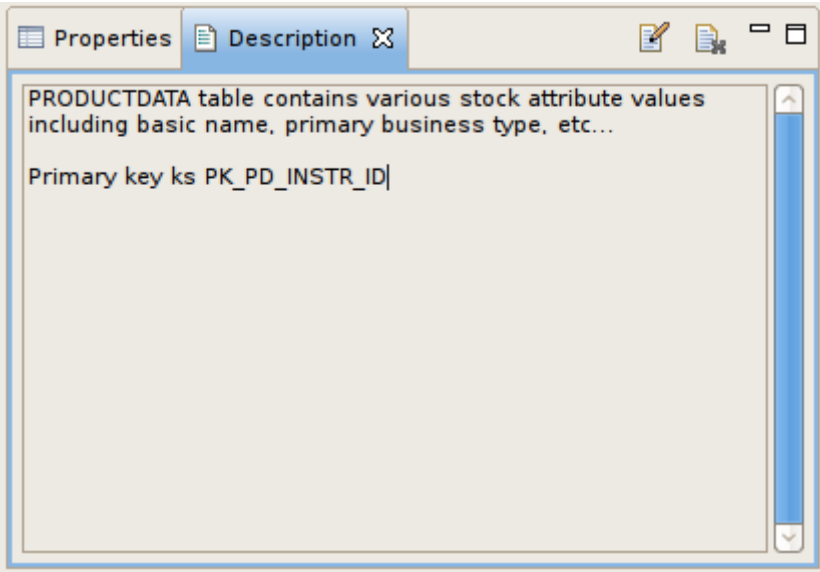 Properties Description
PRODUCTDATA table contains various stock attribute values
including basic name, primary business type, etc...
Primary key ks PK_PD_INSTR_ID